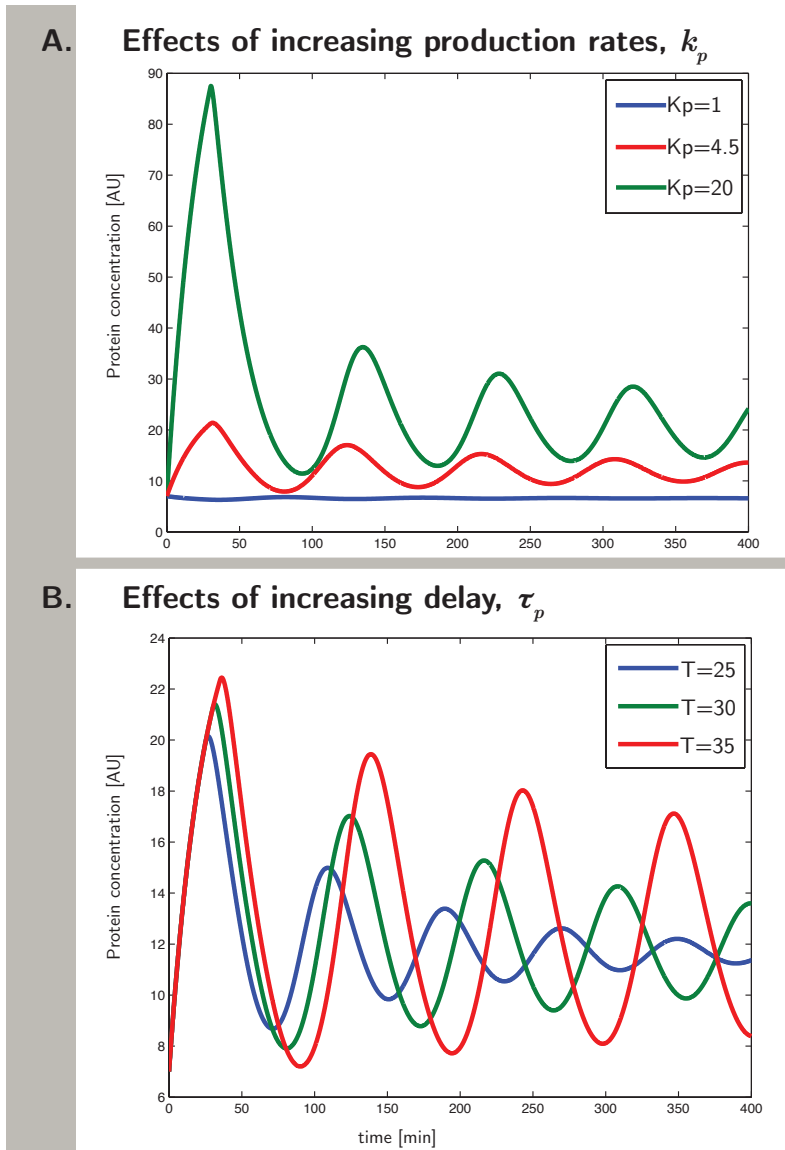 A. Effects of increasing production rates, kp
90
80
70
60
50
40
30
20
10
0
Protein concentration [AU]
Kp=1
Kp=4.5
Kp=20
0 50 100 150 200 250 300 350 400
B. Effects of increasing delay, τp
24
22
20
18
16
14
12
10
8
6
Protein concentration [AU]
T=25
T=30
T=35
0 50 100 150 200 250 300 350 400
time [min]